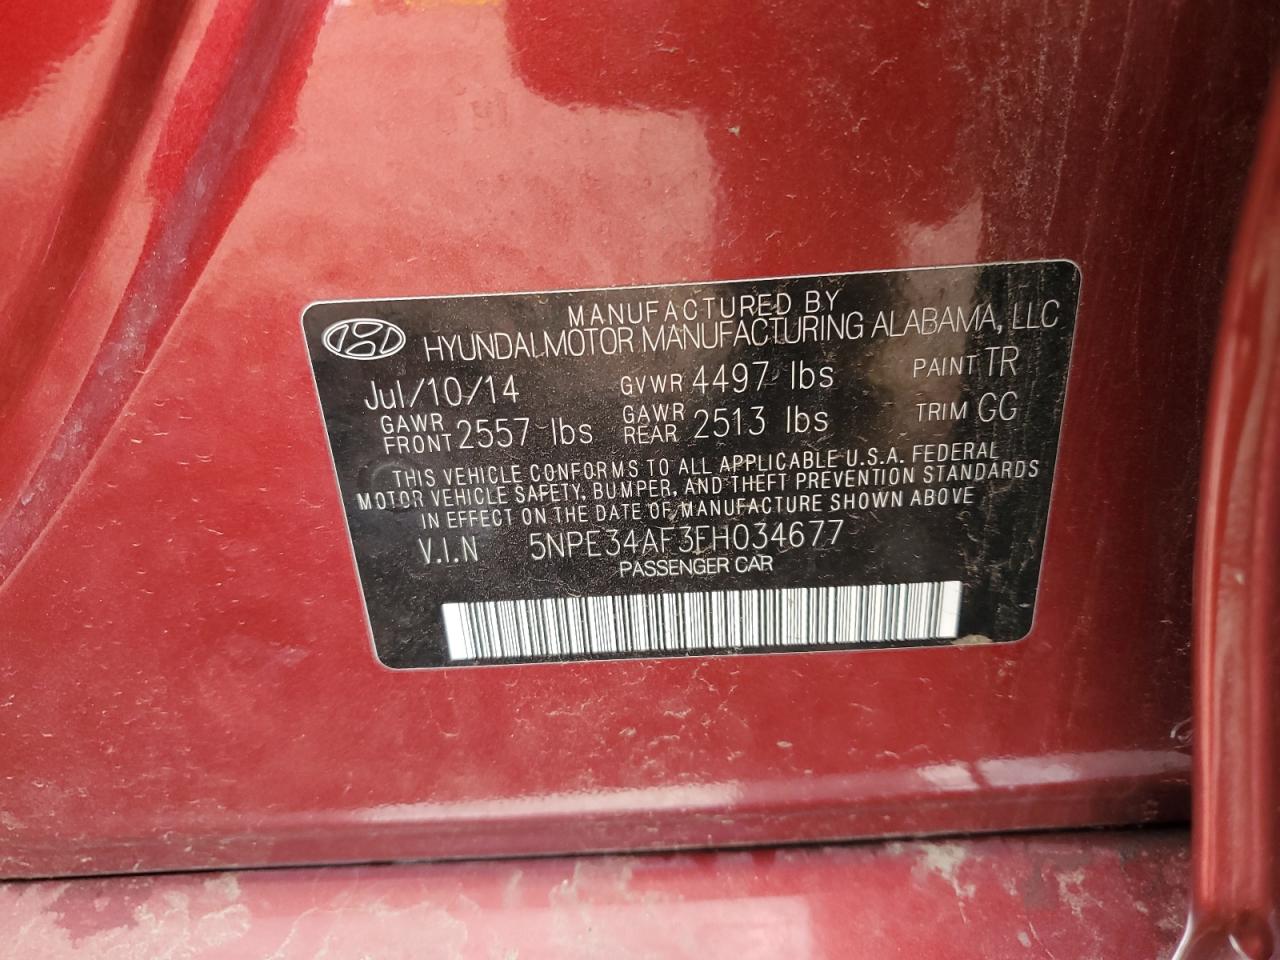 MANUFACTURED BY
HYUNDAI MOTOR MANUFACTURING ALABAMA, LLC
Jul/10/14 GVWR 4497 lbs PAINT TR
GAWR FRONT 2557 lbs GAWR REAR 2513 lbs TRIM GG
THIS VEHICLE CONFORMS TO ALL APPLICABLE U.S.A. FEDERAL
MOTOR VEHICLE SAFETY, BUMPER, AND THEFT PREVENTION STANDARDS
IN EFFECT ON THE DATE OF MANUFACTURE SHOWN ABOVE
V.I.N 5NPE34AF3FH034677
PASSENGER CAR